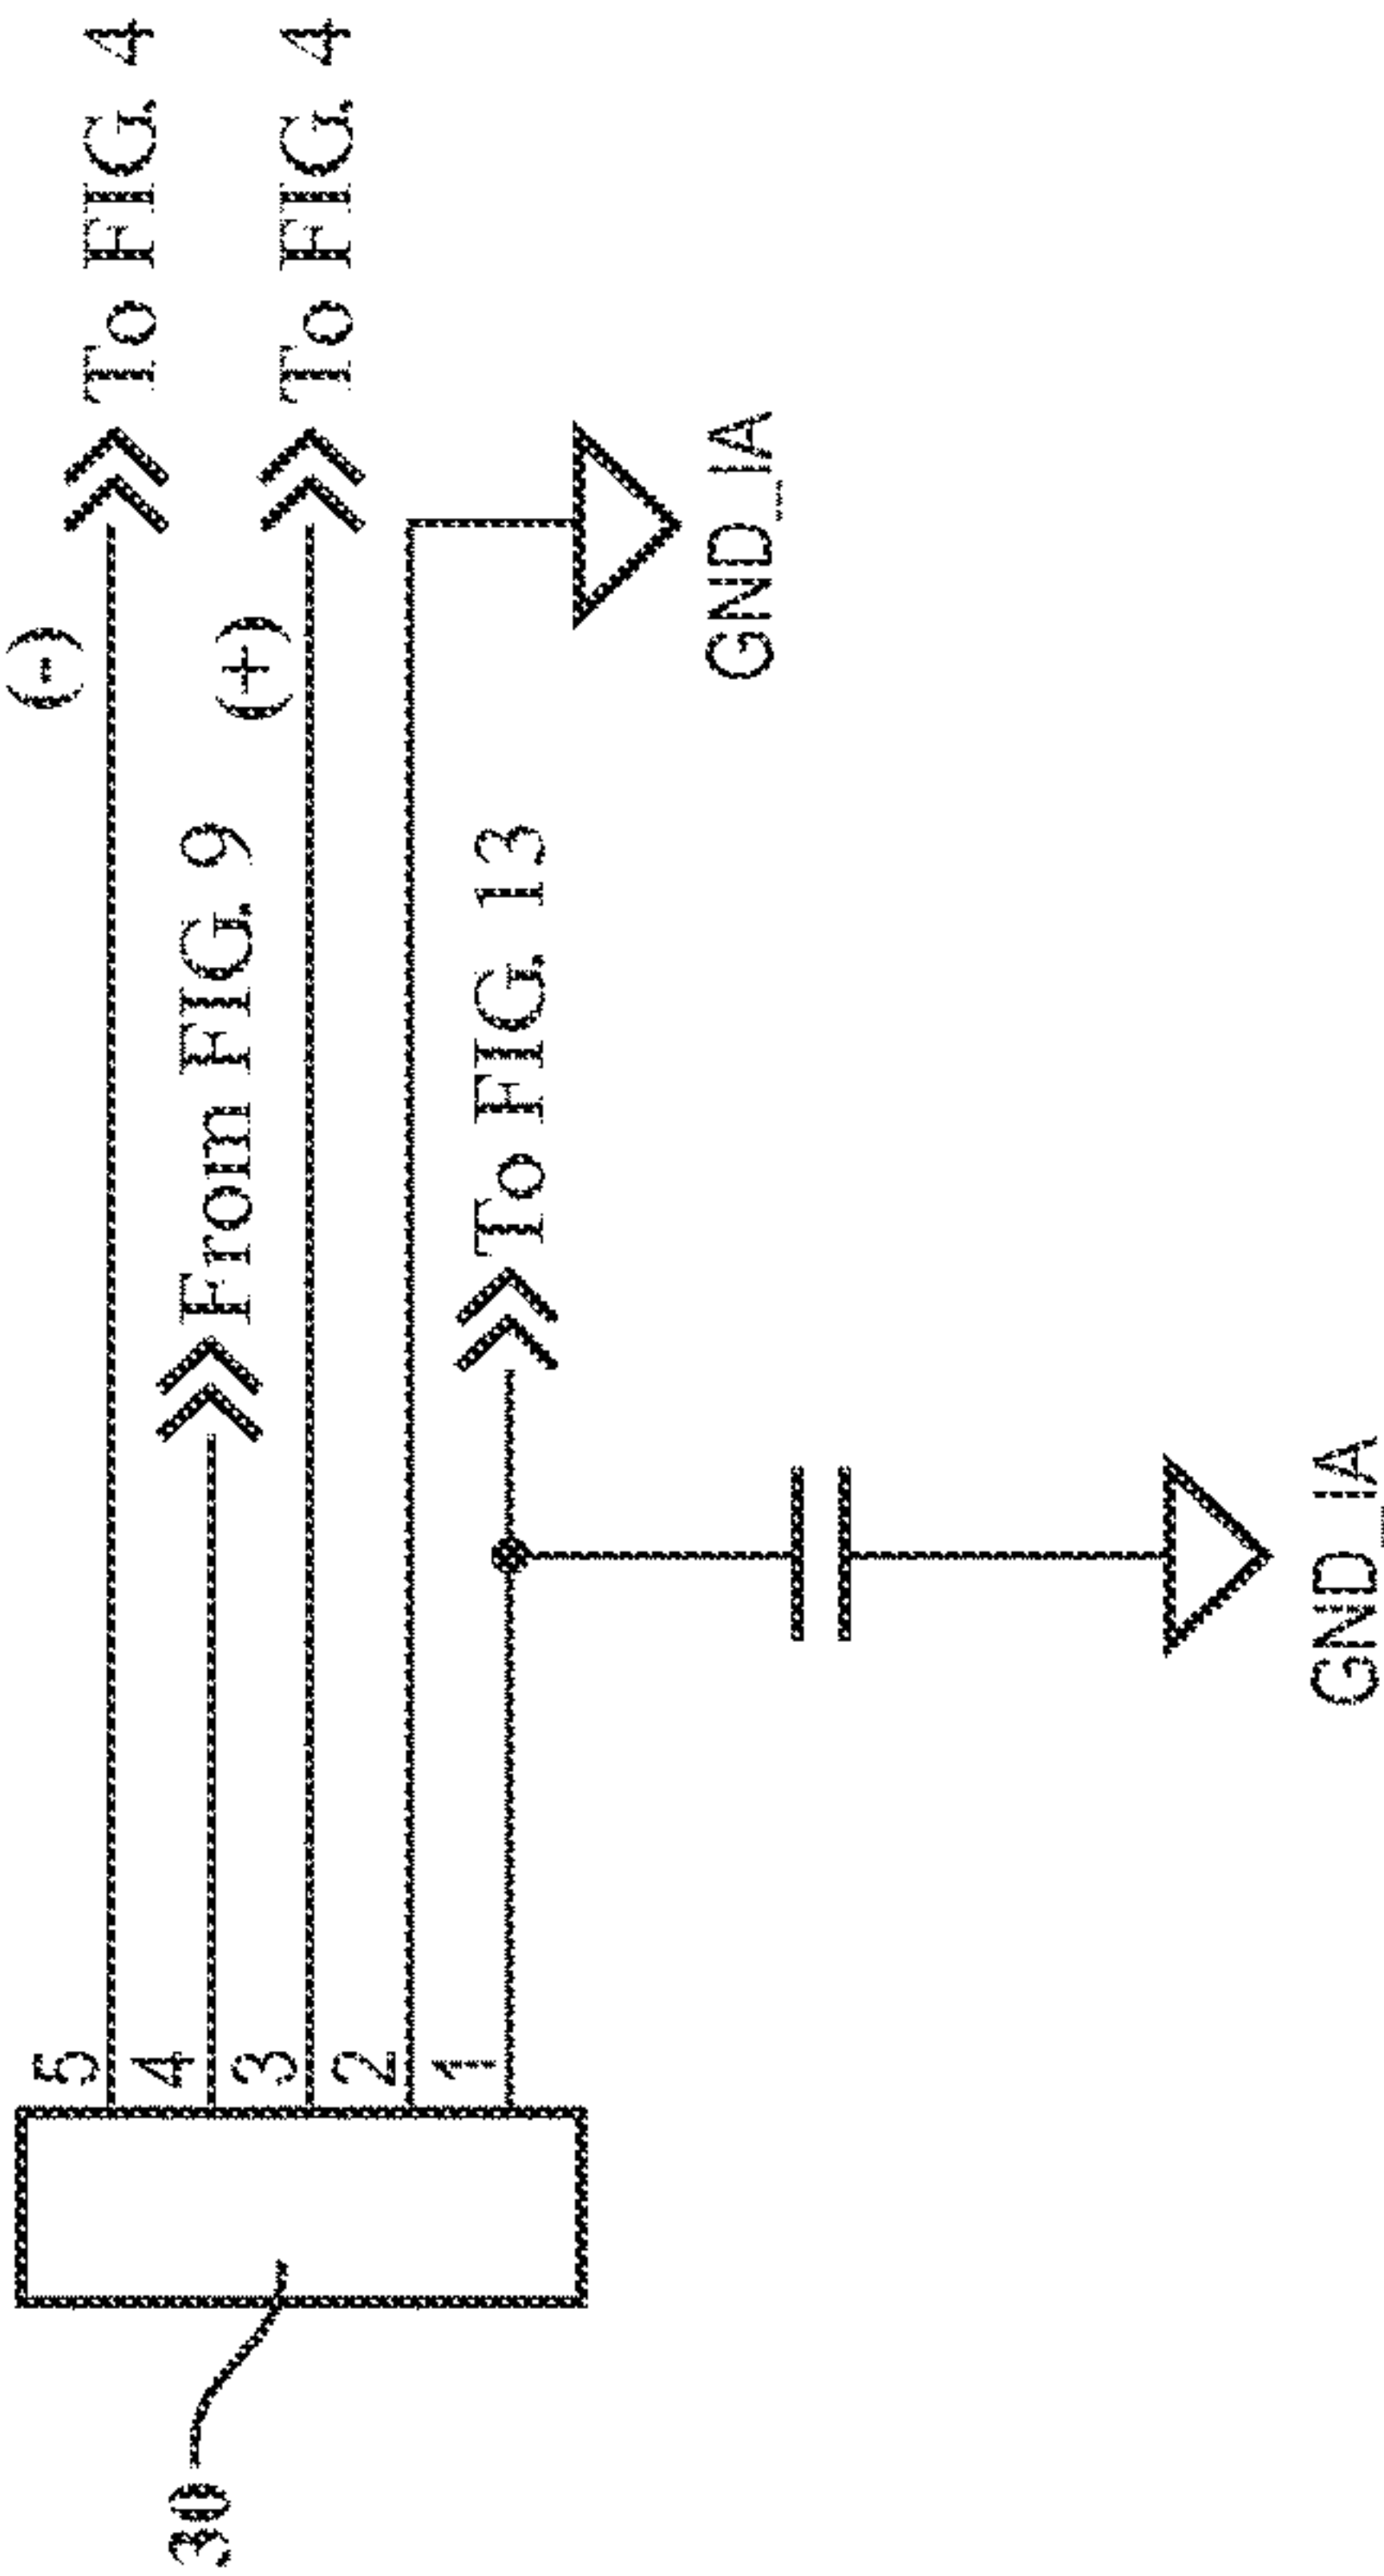 30
5
(-)
To FIG. 4
4
From FIG. 9
3
(+)
To FIG. 4
2
GND_IA
1
To FIG. 13
GND_IA